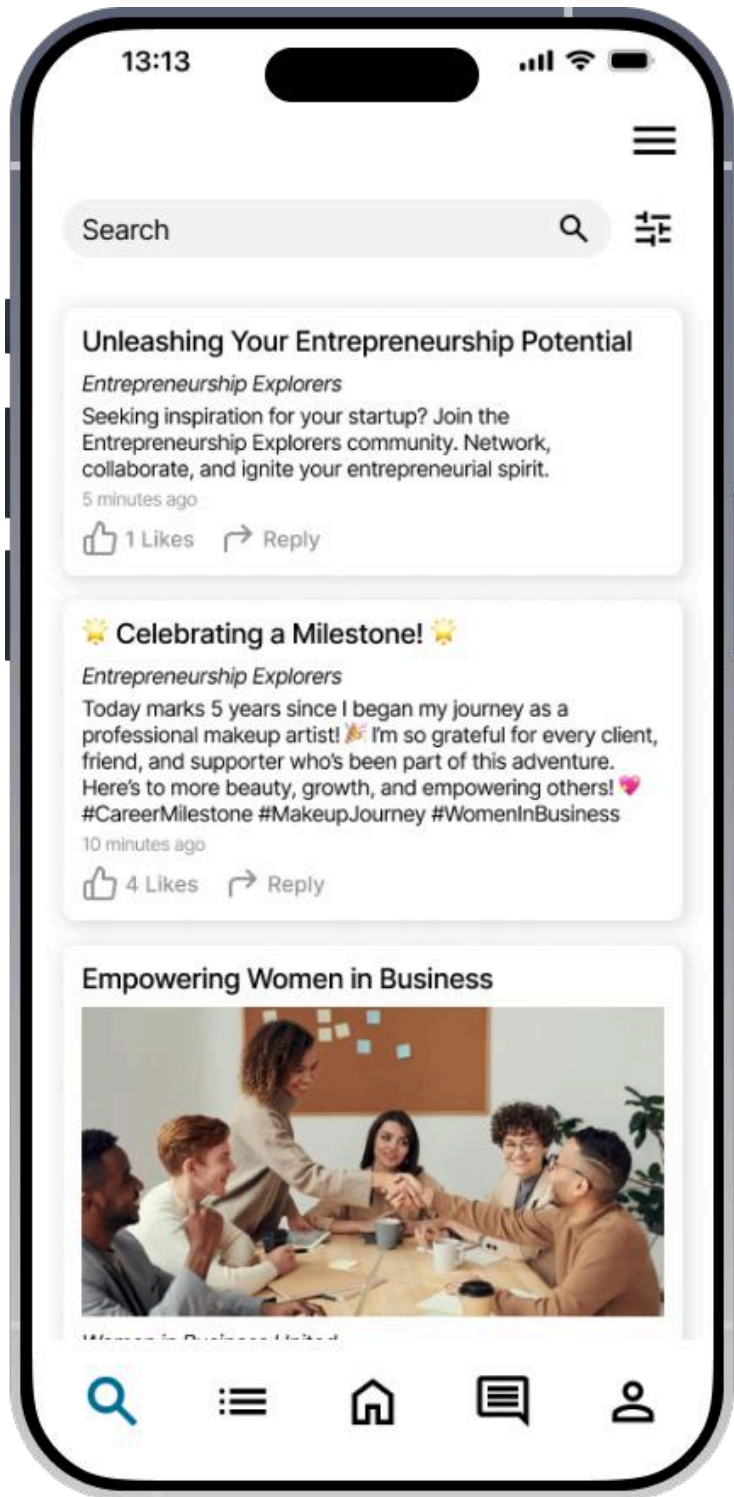 13:13
Search
Unleashing Your Entrepreneurship Potential
Entrepreneurship Explorers
Seeking inspiration for your startup? Join the
Entrepreneurship Explorers community. Network,
collaborate, and ignite your entrepreneurial spirit.
5 minutes ago
1 Likes Reply
🌟 Celebrating a Milestone! 🌟
Entrepreneurship Explorers
Today marks 5 years since I began my journey as a
professional makeup artist! 🎉 I'm so grateful for every client,
friend, and supporter who's been part of this adventure.
Here's to more beauty, growth, and empowering others! 💖
#CareerMilestone #MakeupJourney #WomenInBusiness
10 minutes ago
4 Likes Reply
Empowering Women in Business
Women in Business United